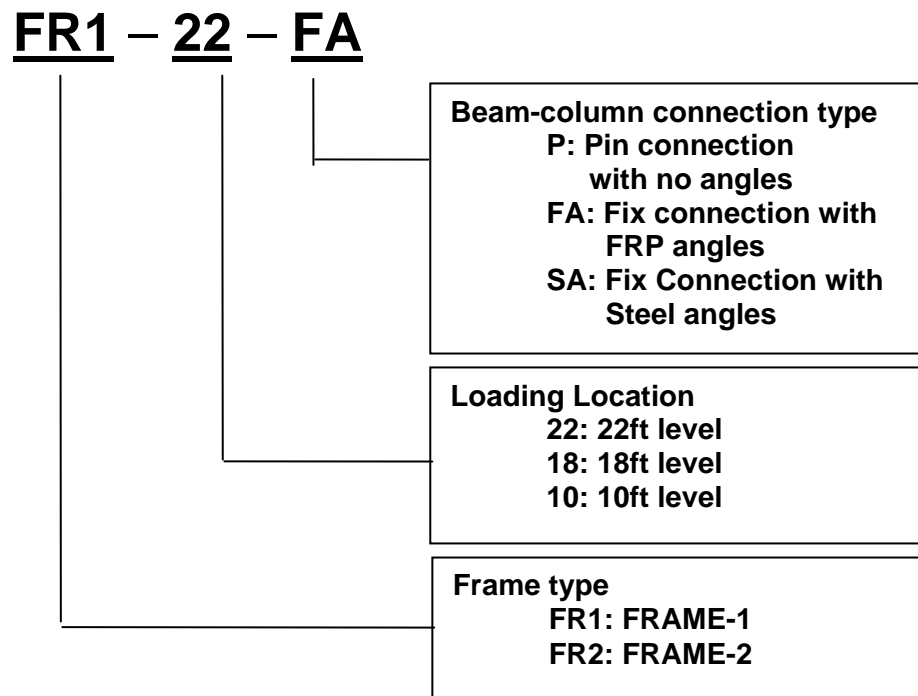 FR1 – 22 – FA
Beam-column connection type
P: Pin connection
with no angles
FA: Fix connection with
FRP angles
SA: Fix Connection with
Steel angles
Loading Location
22: 22ft level
18: 18ft level
10: 10ft level
Frame type
FR1: FRAME-1
FR2: FRAME-2